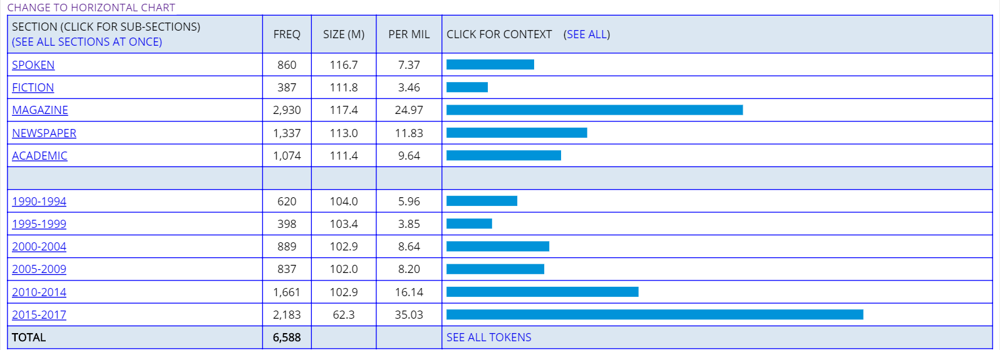 CHANGE TO HORIZONTAL CHART
SECTION (CLICK FOR SUB-SECTIONS)
(SEE ALL SECTIONS AT ONCE) FREQ SIZE (M) PER MIL CLICK FOR CONTEXT (SEE ALL)
SPOKEN 860 116.7 7.37
FICTION 387 111.8 3.46
MAGAZINE 2,930 117.4 24.97
NEWSPAPER 1,337 113.0 11.83
ACADEMIC 1,074 111.4 9.64
1990-1994 620 104.0 5.96
1995-1999 398 103.4 3.85
2000-2004 889 102.9 8.64
2005-2009 837 102.0 8.20
2010-2014 1,661 102.9 16.14
2015-2017 2,183 62.3 35.03
TOTAL 6,588 SEE ALL TOKENS